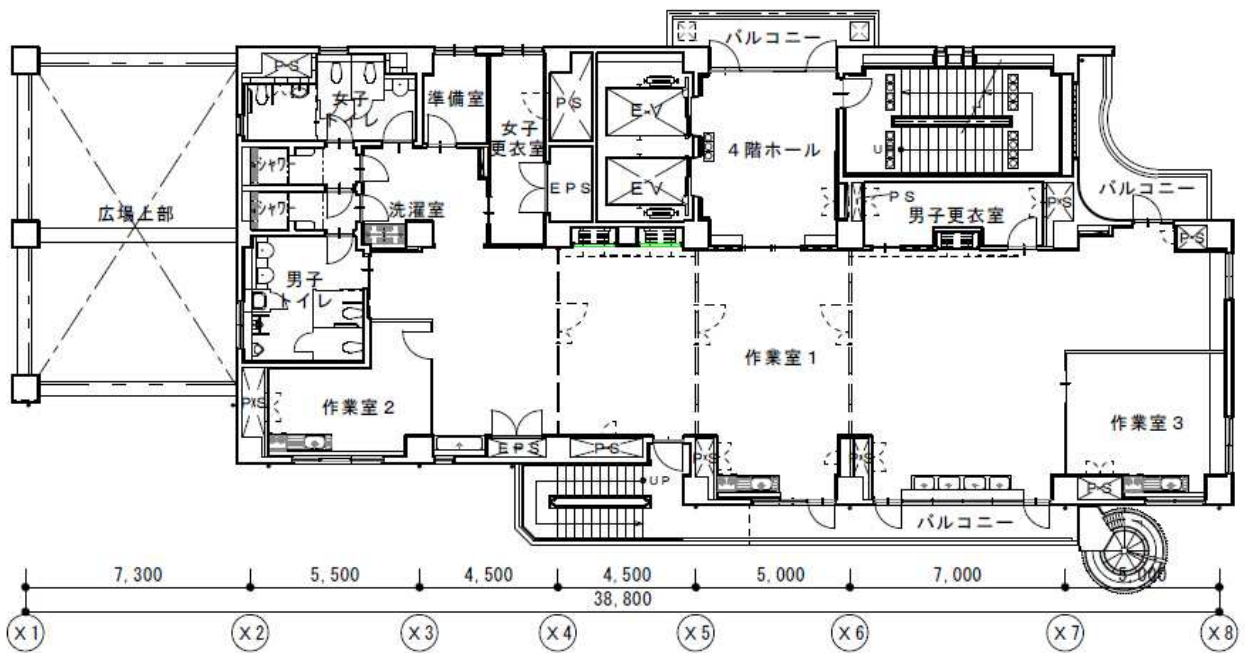 バルコニー
PS
女子
トイレ
準備室
女子
更衣室
PS
E-V
4階ホール
UP
シャワー
EPS
E-V
バルコニー
広場上部
シャワー
洗濯室
PS
男子更衣室
PS
PS
男子
トイレ
作業室1
PS
作業室2
作業室3
EPS
PS
PS
PS
UP
PS
バルコニー
7,300
5,500
4,500
4,500
5,000
7,000
5,000
38,800
X1
X2
X3
X4
X5
X6
X7
X8